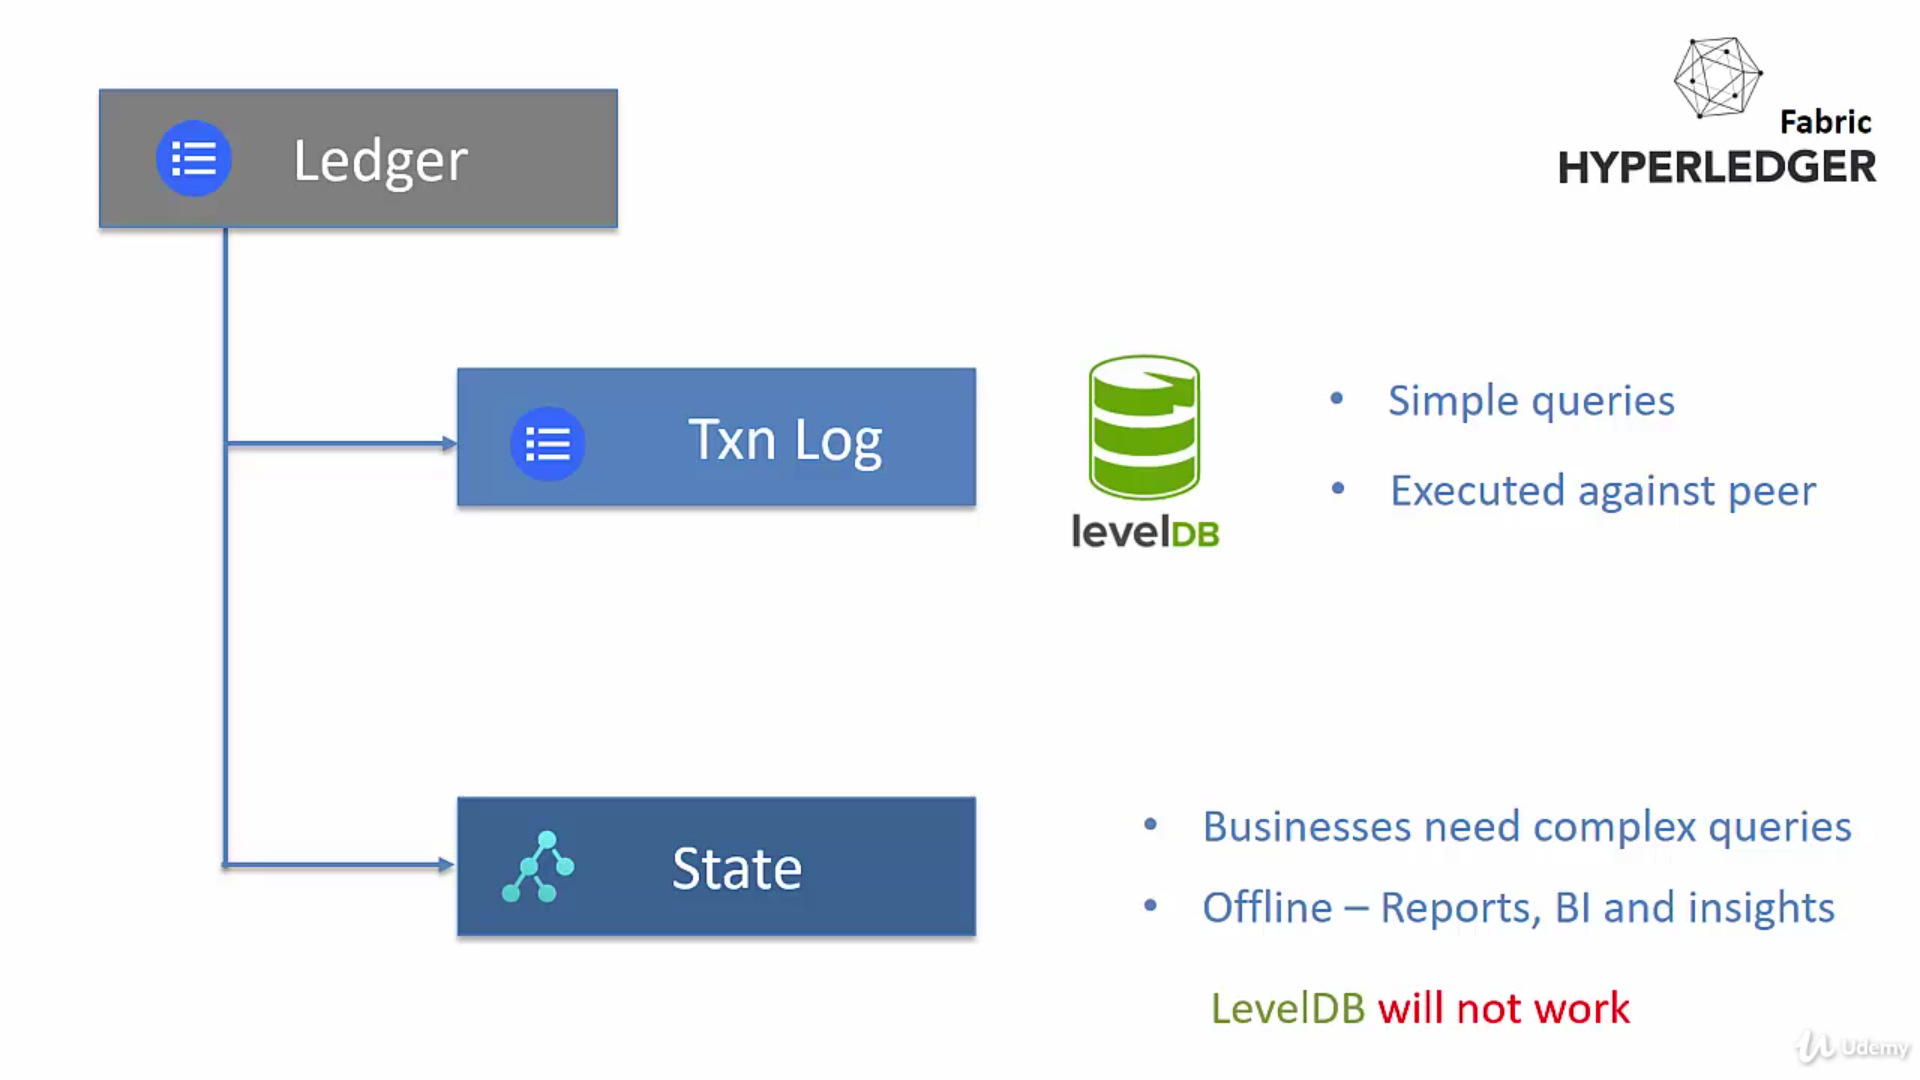 Ledger
Fabric
HYPERLEDGER
Txn Log
levelDB
• Simple queries
• Executed against peer
State
• Businesses need complex queries
• Offline – Reports, BI and insights
LevelDB will not work
Udemy